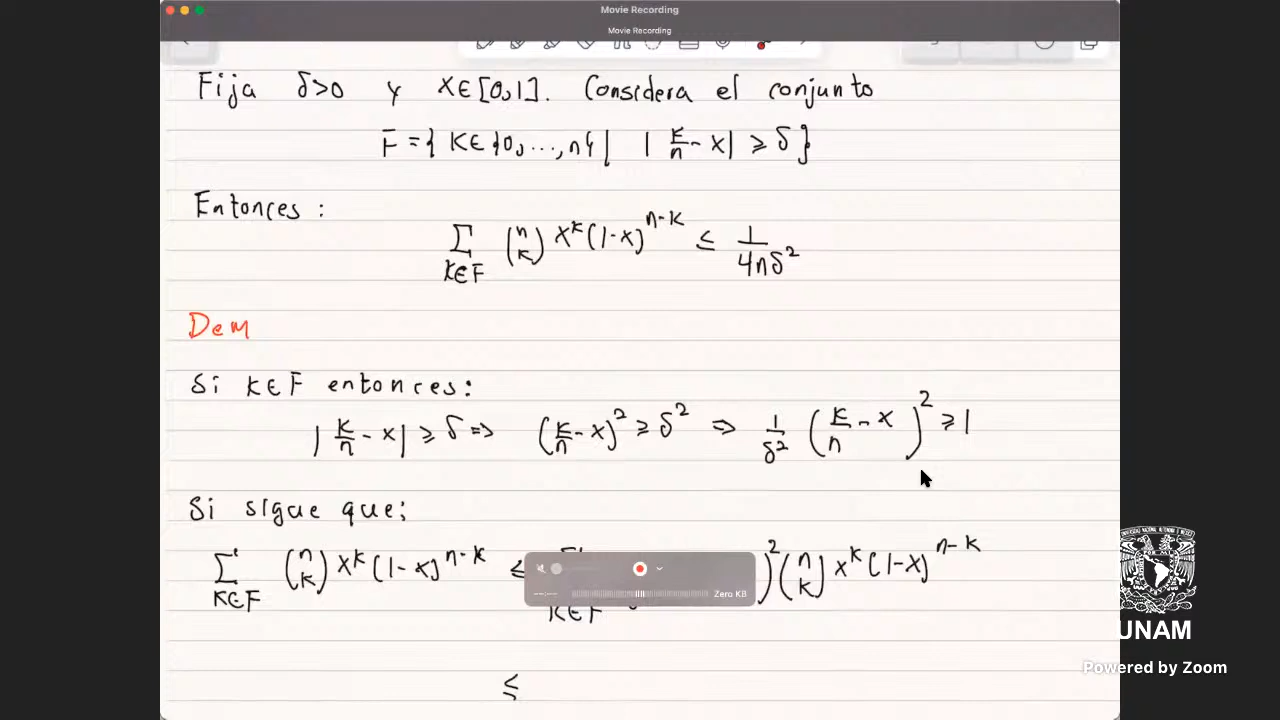 Movie Recording
Movie Recording
Fija δ>0 y x∈[0,1]. Considera el conjunto
F={ k∈{0,...,n} | | k/n - x | ≥ δ }
Entonces:
∑ k∈F (n k) x^k (1-x)^{n-k} ≤ 1/4nδ²
Dem
Si k∈F entonces:
| k/n - x | ≥ δ ⇒ (k/n - x)² ≥ δ² ⇒ 1/δ² (k/n - x)² ≥ 1
Si sigue que:
∑ k∈F (n k) x^k (1-x)^{n-k} ≤ ∑ k∈F )² (n k) x^k (1-x)^{n-k}
--:--
Zero KB
≤
UNAM
Powered by Zoom